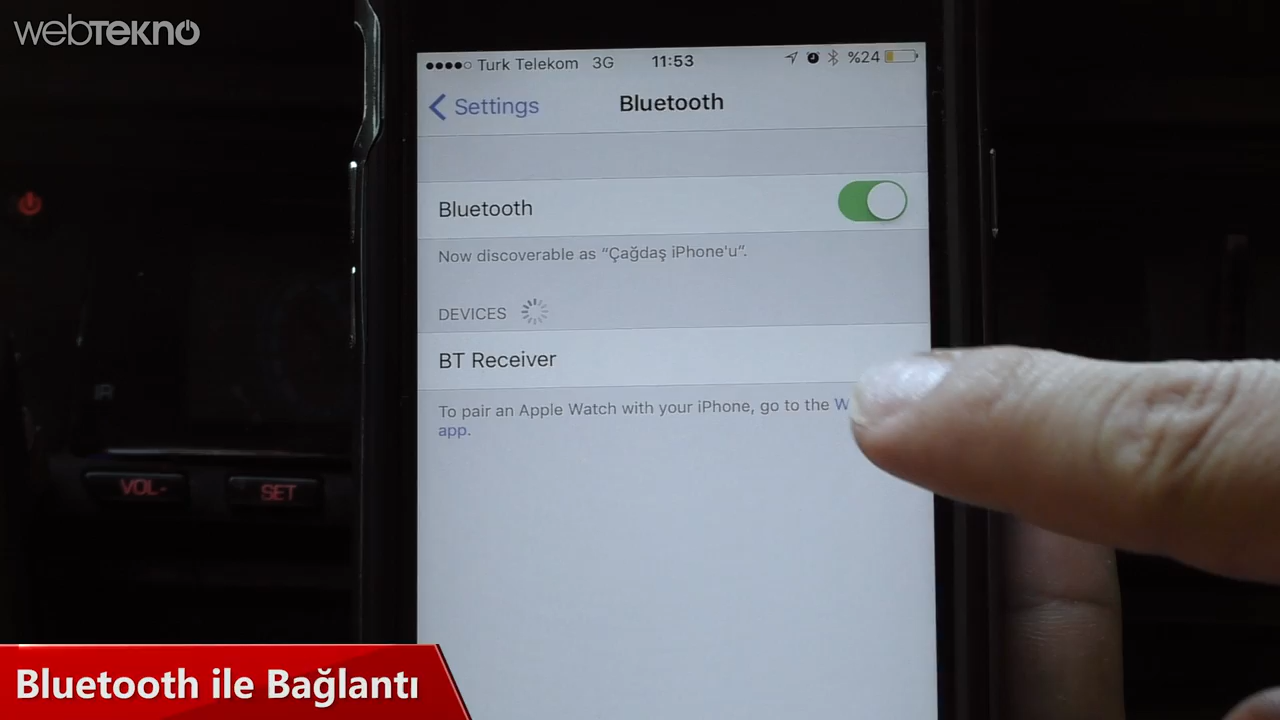 webTEKNO
Turk Telekom 3G 11:53 %24
Settings Bluetooth
Bluetooth
Now discoverable as “Çağdaş iPhone'u”.
DEVICES
BT Receiver
To pair an Apple Watch with your iPhone, go to the
app.
VOL-
SET
Bluetooth ile Bağlantı